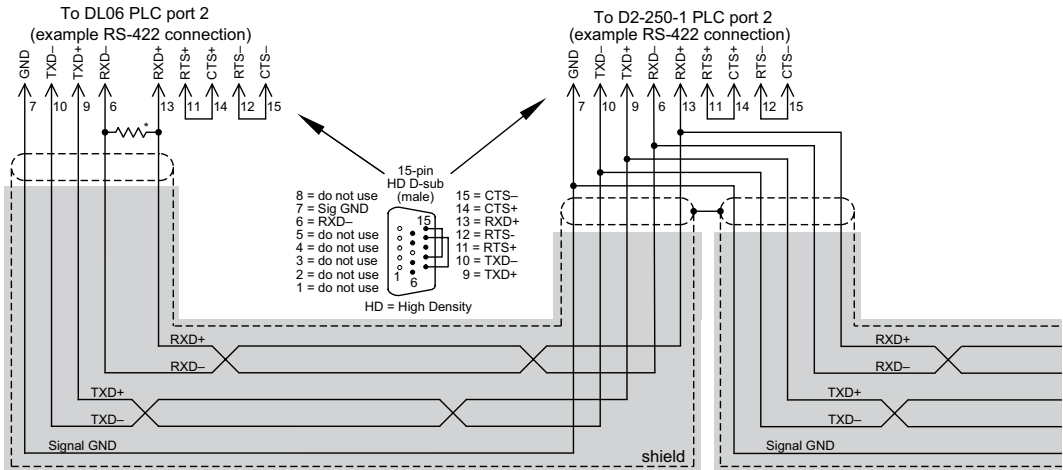 To DL06 PLC port 2
(example RS-422 connection)
GND
TXD–
TXD+
RXD–
RXD+
RTS+
CTS+
RTS–
CTS–
7
10
9
6
13
11
14
12
15
*
To D2-250-1 PLC port 2
(example RS-422 connection)
GND
TXD–
TXD+
RXD–
RXD+
RTS+
CTS+
RTS–
CTS–
7
10
9
6
13
11
14
12
15
15-pin
HD D-sub
(male)
8 = do not use
7 = Sig GND
6 = RXD–
5 = do not use
4 = do not use
3 = do not use
2 = do not use
1 = do not use
15
1
6
15 = CTS–
14 = CTS+
13 = RXD+
12 = RTS-
11 = RTS+
10 = TXD–
9 = TXD+
HD = High Density
RXD+
RXD–
TXD+
TXD–
Signal GND
shield
RXD+
RXD–
TXD+
TXD–
Signal GND